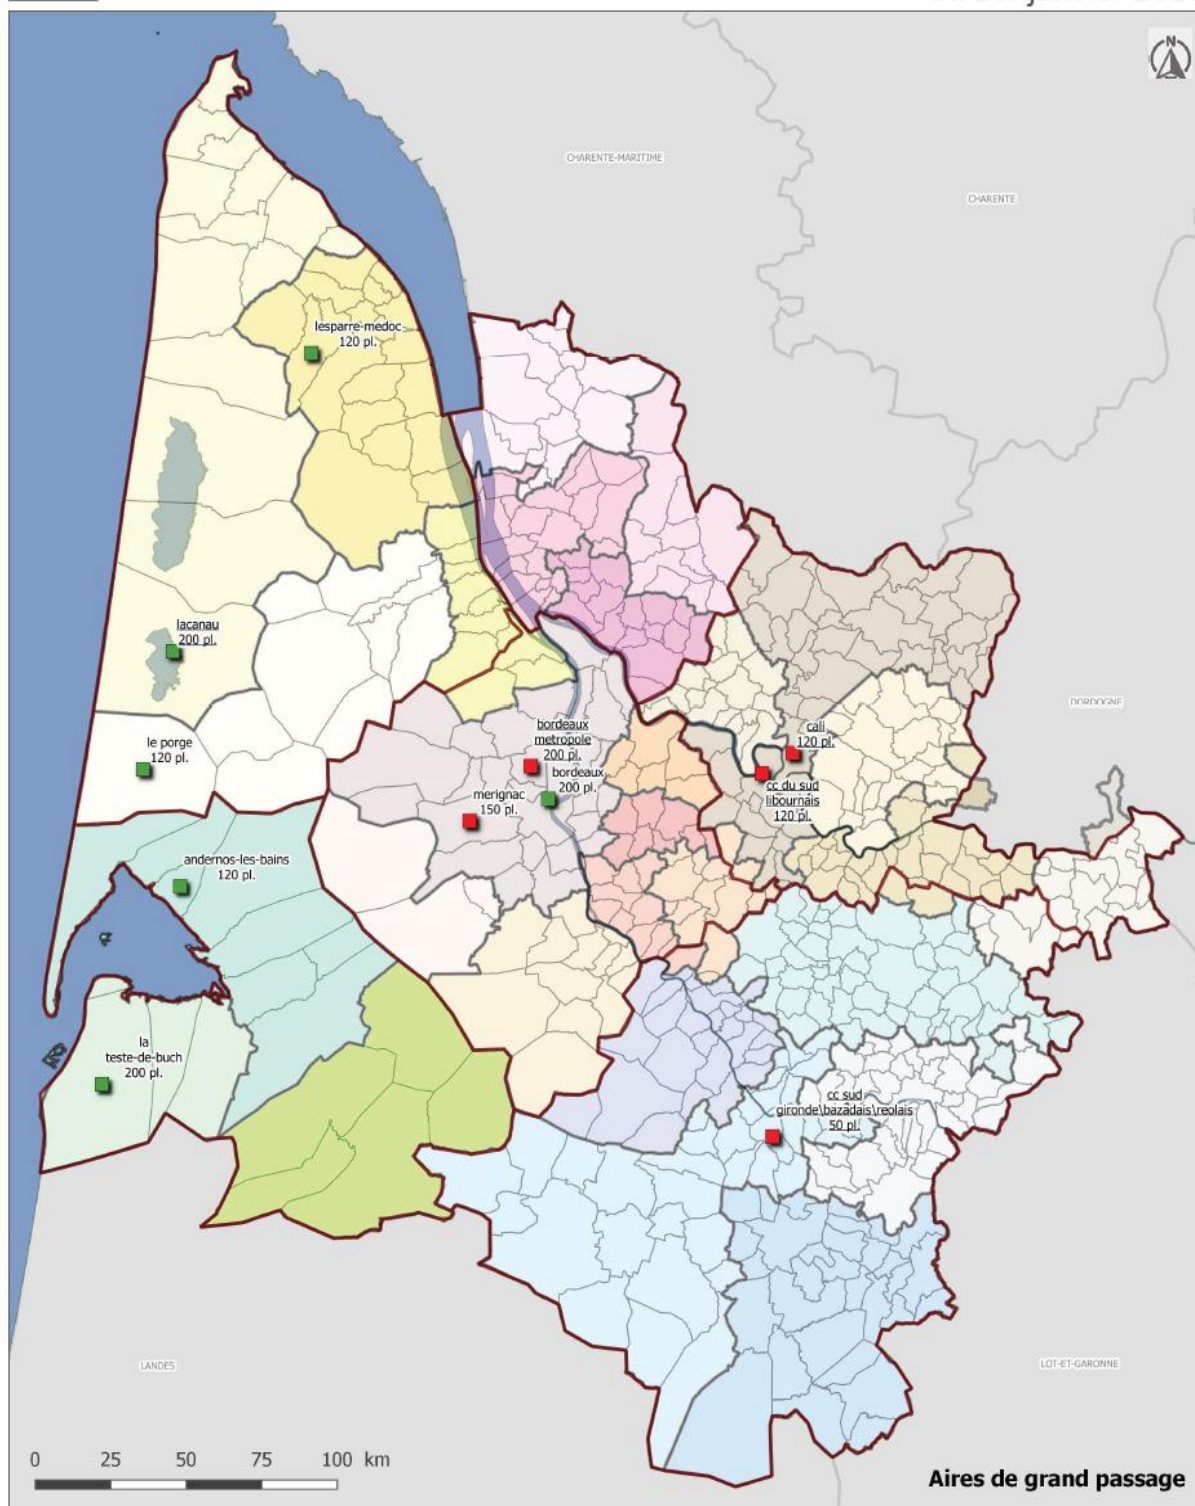 N
CHARENTE-MARITIME
CHARENTE
lesparre-medoc
120 pl.
lacanau
200 pl.
DORDOGNE
bordeaux
metropole
200 pl.
cali
120 pl.
le porge
120 pl.
bordeaux
200 pl.
cc du sud
libournais
120 pl.
merignac
150 pl.
andernos-les-bains
120 pl.
la
teste-de-buch
200 pl.
cc sud
gironde\bazadais\reolais
50 pl.
LANDES
LOT-ET-GARONNE
0 25 50 75 100 km
Aires de grand passage